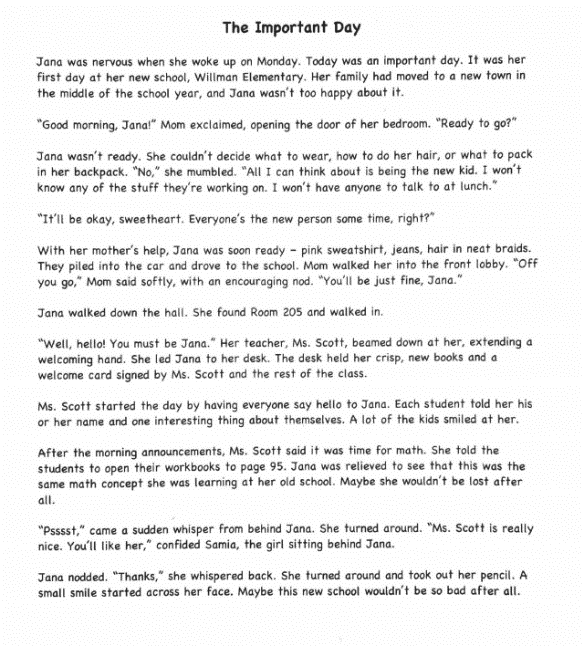 The Important Day
Jana was nervous when she woke up on Monday. Today was an important day. It was her
first day at her new school, Willman Elementary. Her family had moved to a new town in
the middle of the school year, and Jana wasn't too happy about it.
"Good morning, Jana!" Mom exclaimed, opening the door of her bedroom. "Ready to go?"
Jana wasn't ready. She couldn't decide what to wear, how to do her hair, or what to pack
in her backpack. "No," she mumbled. "All I can think about is being the new kid. I won't
know any of the stuff they're working on. I won't have anyone to talk to at lunch."
"It'll be okay, sweetheart. Everyone's the new person some time, right?"
With her mother's help, Jana was soon ready – pink sweatshirt, jeans, hair in neat braids.
They piled into the car and drove to the school. Mom walked her into the front lobby. "Off
you go," Mom said softly, with an encouraging nod. "You'll be just fine, Jana."
Jana walked down the hall. She found Room 205 and walked in.
"Well, hello! You must be Jana." Her teacher, Ms. Scott, beamed down at her, extending a
welcoming hand. She led Jana to her desk. The desk held her crisp, new books and a
welcome card signed by Ms. Scott and the rest of the class.
Ms. Scott started the day by having everyone say hello to Jana. Each student told her his
or her name and one interesting thing about themselves. A lot of the kids smiled at her.
After the morning announcements, Ms. Scott said it was time for math. She told the
students to open their workbooks to page 95. Jana was relieved to see that this was the
same math concept she was learning at her old school. Maybe she wouldn't be lost after
all.
"Psssst," came a sudden whisper from behind Jana. She turned around. "Ms. Scott is really
nice. You'll like her," confided Samia, the girl sitting behind Jana.
Jana nodded. "Thanks," she whispered back. She turned around and took out her pencil. A
small smile started across her face. Maybe this new school wouldn't be so bad after all.